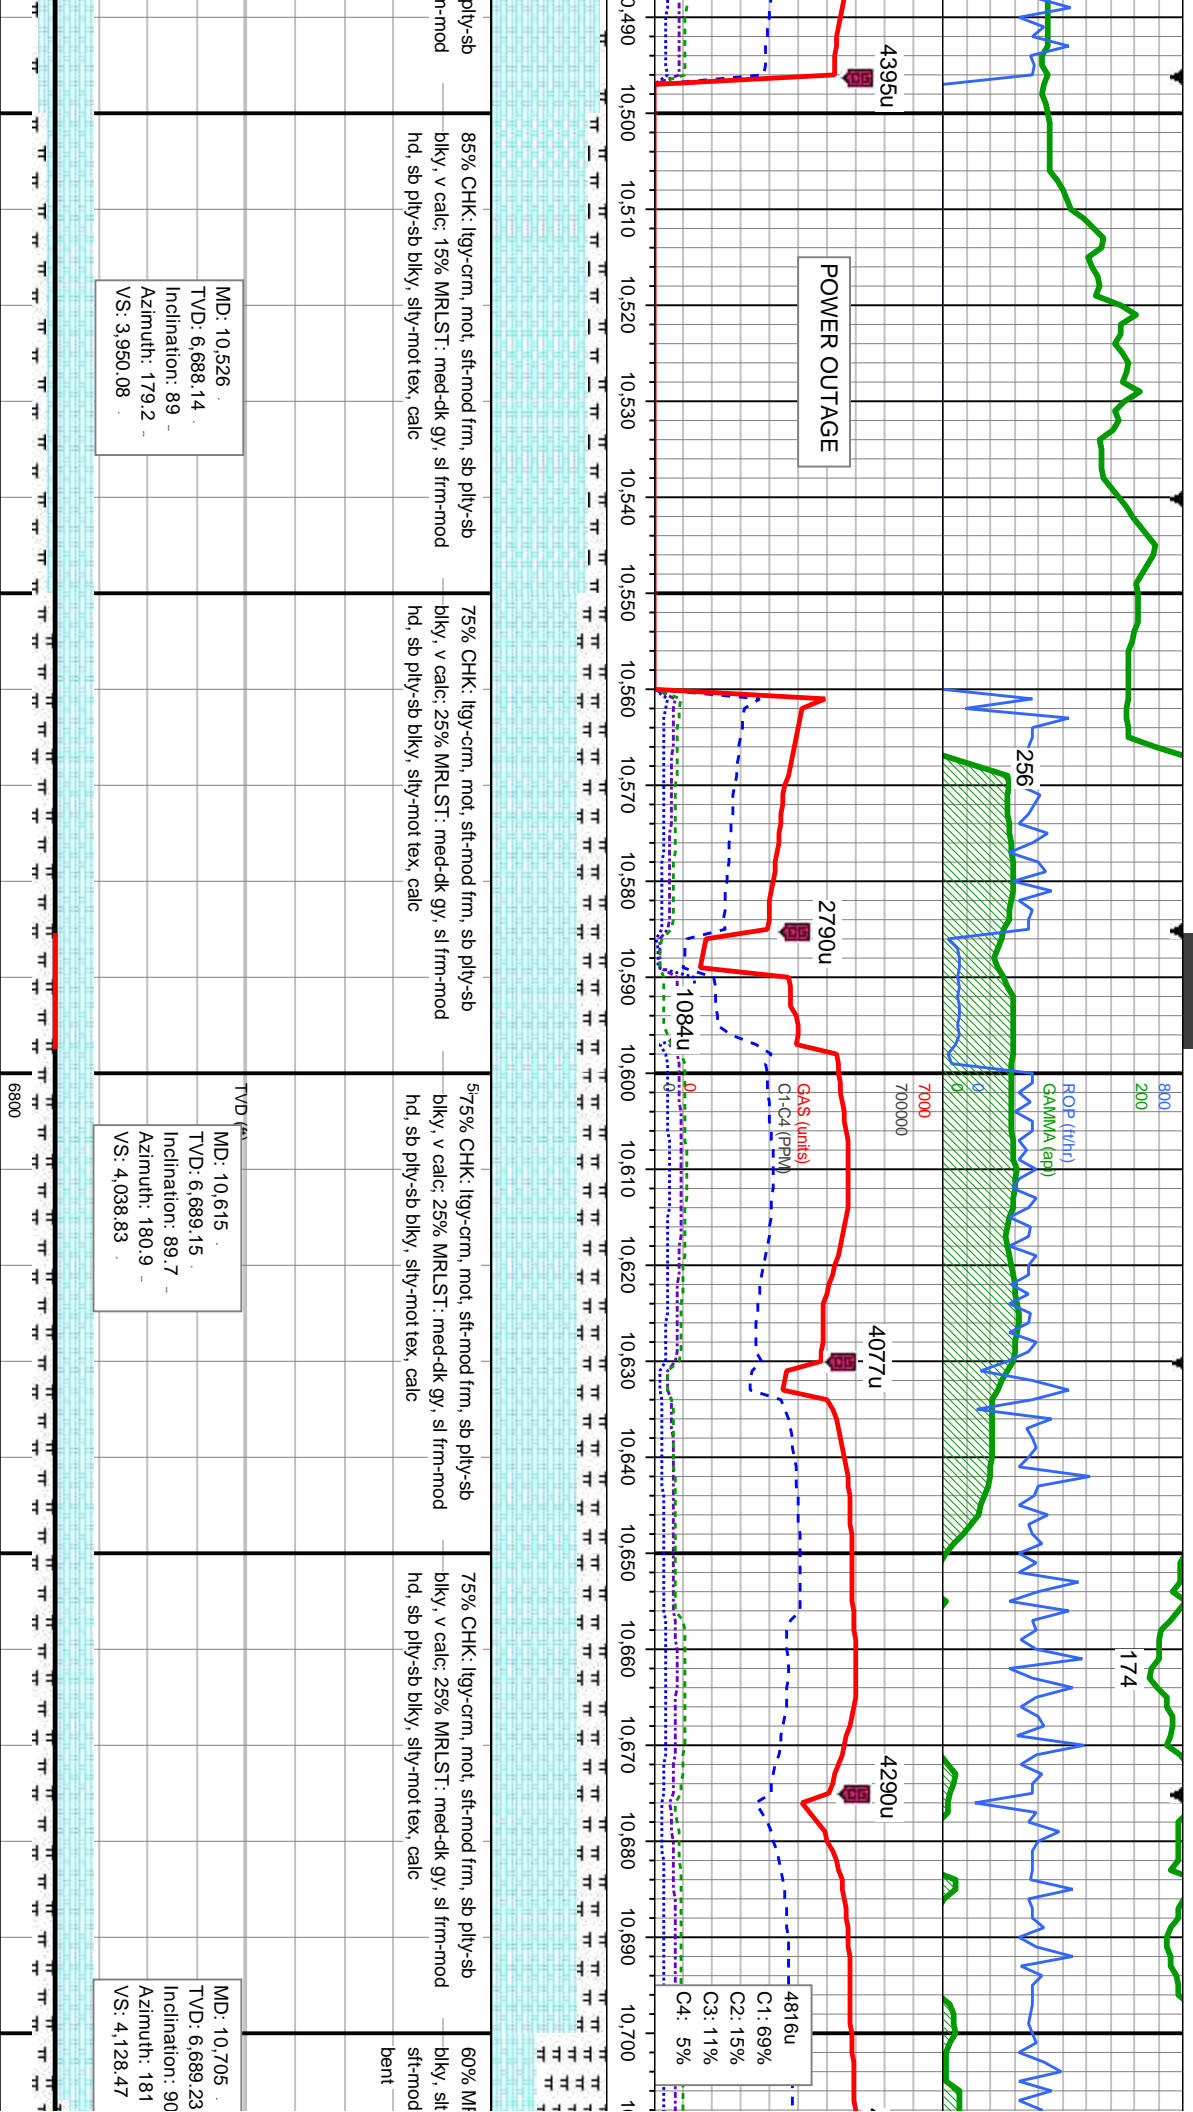 0,490
10,500
10,510
10,520
10,530
10,540
10,550
10,560
10,570
10,580
10,590
10,600
10,610
10,620
10,630
10,640
10,650
10,660
10,670
10,680
10,690
10,700
4395u
POWER OUTAGE
256
2790u
1084u
ROP (ft/hr)
GAMMA (api)
800
200
0
0
7000
700000
GAS (units)
C1-C4 (PPM)
0
0
4077u
174
4290u
4816u
C1: 69%
C2: 15%
C3: 11%
C4: 5%
plty-sb
n-mod
85% CHK: ltgy-crm, mot, sft-mod frm, sb plty-sb
blky, v calc; 15% MRLST: med-dk gy, sl frm-mod
hd, sb plty-sb blky, slty-mot tex, calc
75% CHK: ltgy-crm, mot, sft-mod frm, sb plty-sb
blky, v calc; 25% MRLST: med-dk gy, sl frm-mod
hd, sb plty-sb blky, slty-mot tex, calc
75% CHK: ltgy-crm, mot, sft-mod frm, sb plty-sb
blky, v calc; 25% MRLST: med-dk gy, sl frm-mod
hd, sb plty-sb blky, slty-mot tex, calc
75% CHK: ltgy-crm, mot, sft-mod frm, sb plty-sb
blky, v calc; 25% MRLST: med-dk gy, sl frm-mod
hd, sb plty-sb blky, slty-mot tex, calc
60% MF
blky, slt
sft-mod
bent
MD: 10,526
TVD: 6,688.14
Inclination: 89
Azimuth: 179.2
VS: 3,950.08
TVD (ft)
6800
MD: 10,615
TVD: 6,689.15
Inclination: 89.7
Azimuth: 180.9
VS: 4,038.83
MD: 10,705
TVD: 6,689.23
Inclination: 90
Azimuth: 181
VS: 4,128.47